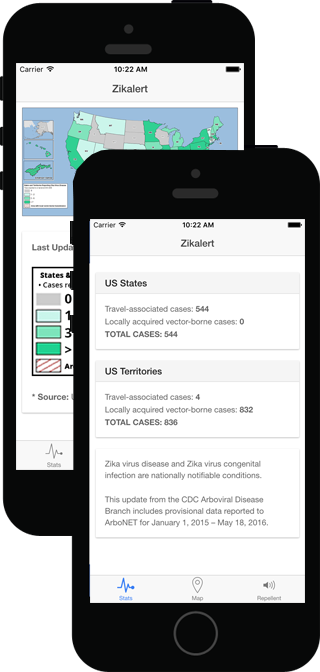 Carrier 10:22 AM
Zikalert
Last Upda
States &
• Cases re
0
1
3
>
* Source: U
Stats
Carrier 10:22 AM
Zikalert
US States
Travel-associated cases: 544
Locally acquired vector-borne cases: 0
TOTAL CASES: 544
US Territories
Travel-associated cases: 4
Locally acquired vector-borne cases: 832
TOTAL CASES: 836
Zika virus disease and Zika virus congenital
infection are nationally notifiable conditions.
This update from the CDC Arboviral Disease
Branch includes provisional data reported to
ArboNET for January 1, 2015 – May 18, 2016.
Stats Map Repellent